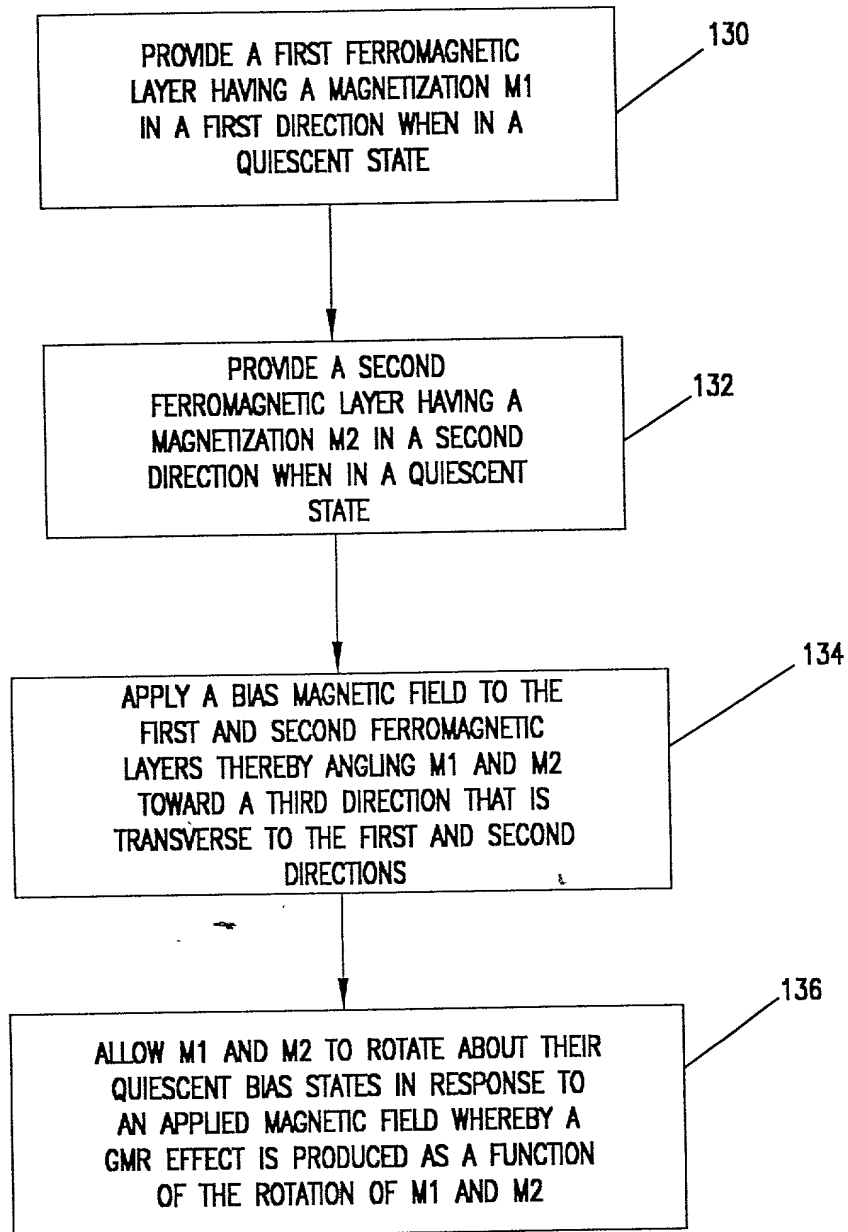 PROVIDE A FIRST FERROMAGNETIC
LAYER HAVING A MAGNETIZATION M1
IN A FIRST DIRECTION WHEN IN A
QUIESCENT STATE
130
PROVIDE A SECOND
FERROMAGNETIC LAYER HAVING A
MAGNETIZATION M2 IN A SECOND
DIRECTION WHEN IN A QUIESCENT
STATE
132
APPLY A BIAS MAGNETIC FIELD TO THE
FIRST AND SECOND FERROMAGNETIC
LAYERS THEREBY ANGLING M1 AND M2
TOWARD A THIRD DIRECTION THAT IS
TRANSVERSE TO THE FIRST AND SECOND
DIRECTIONS
134
ALLOW M1 AND M2 TO ROTATE ABOUT THEIR
QUIESCENT BIAS STATES IN RESPONSE TO
AN APPLIED MAGNETIC FIELD WHEREBY A
GMR EFFECT IS PRODUCED AS A FUNCTION
OF THE ROTATION OF M1 AND M2
136